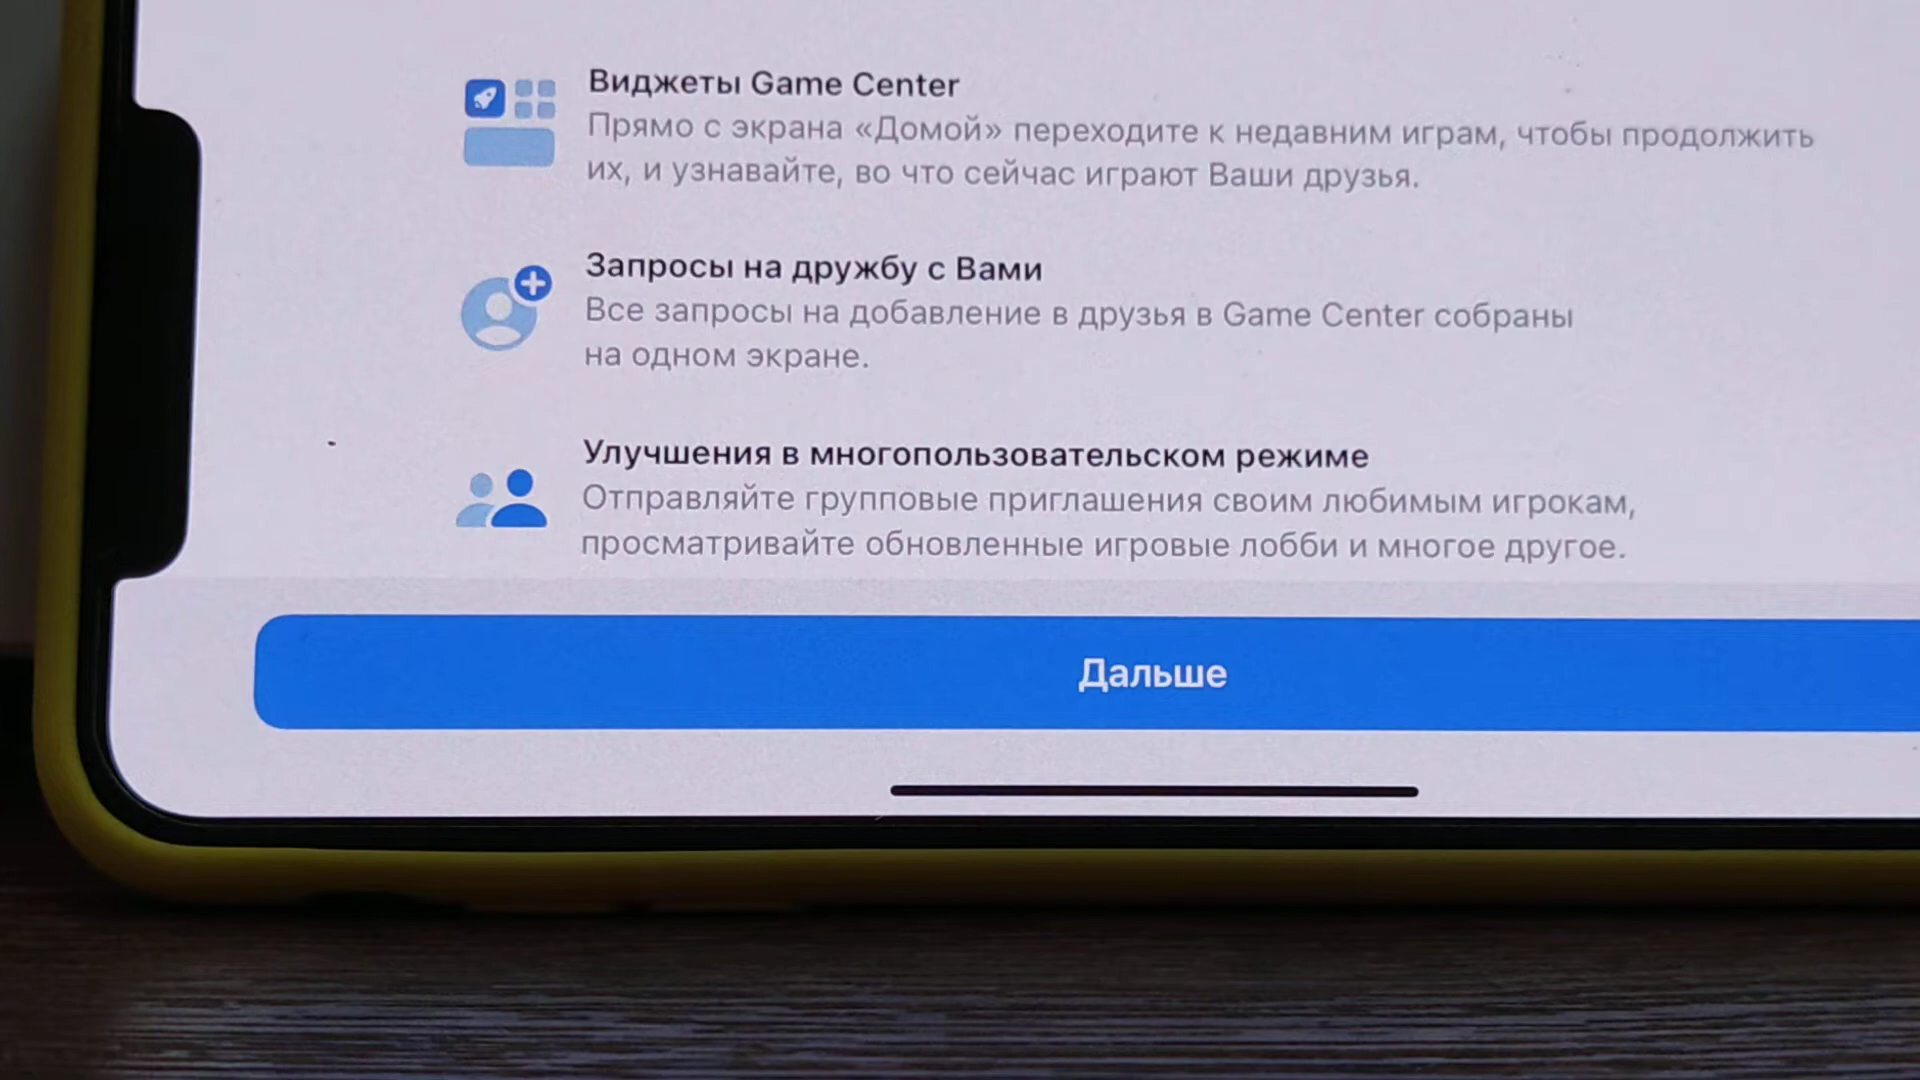 Виджеты Game Center
Прямо с экрана «Домой» переходите к недавним играм, чтобы продолжить
их, и узнавайте, во что сейчас играют Ваши друзья.
Запросы на дружбу с Вами
Все запросы на добавление в друзья в Game Center собраны
на одном экране.
Улучшения в многопользовательском режиме
Отправляйте групповые приглашения своим любимым игрокам,
просматривайте обновленные игровые лобби и многое другое.
Дальше